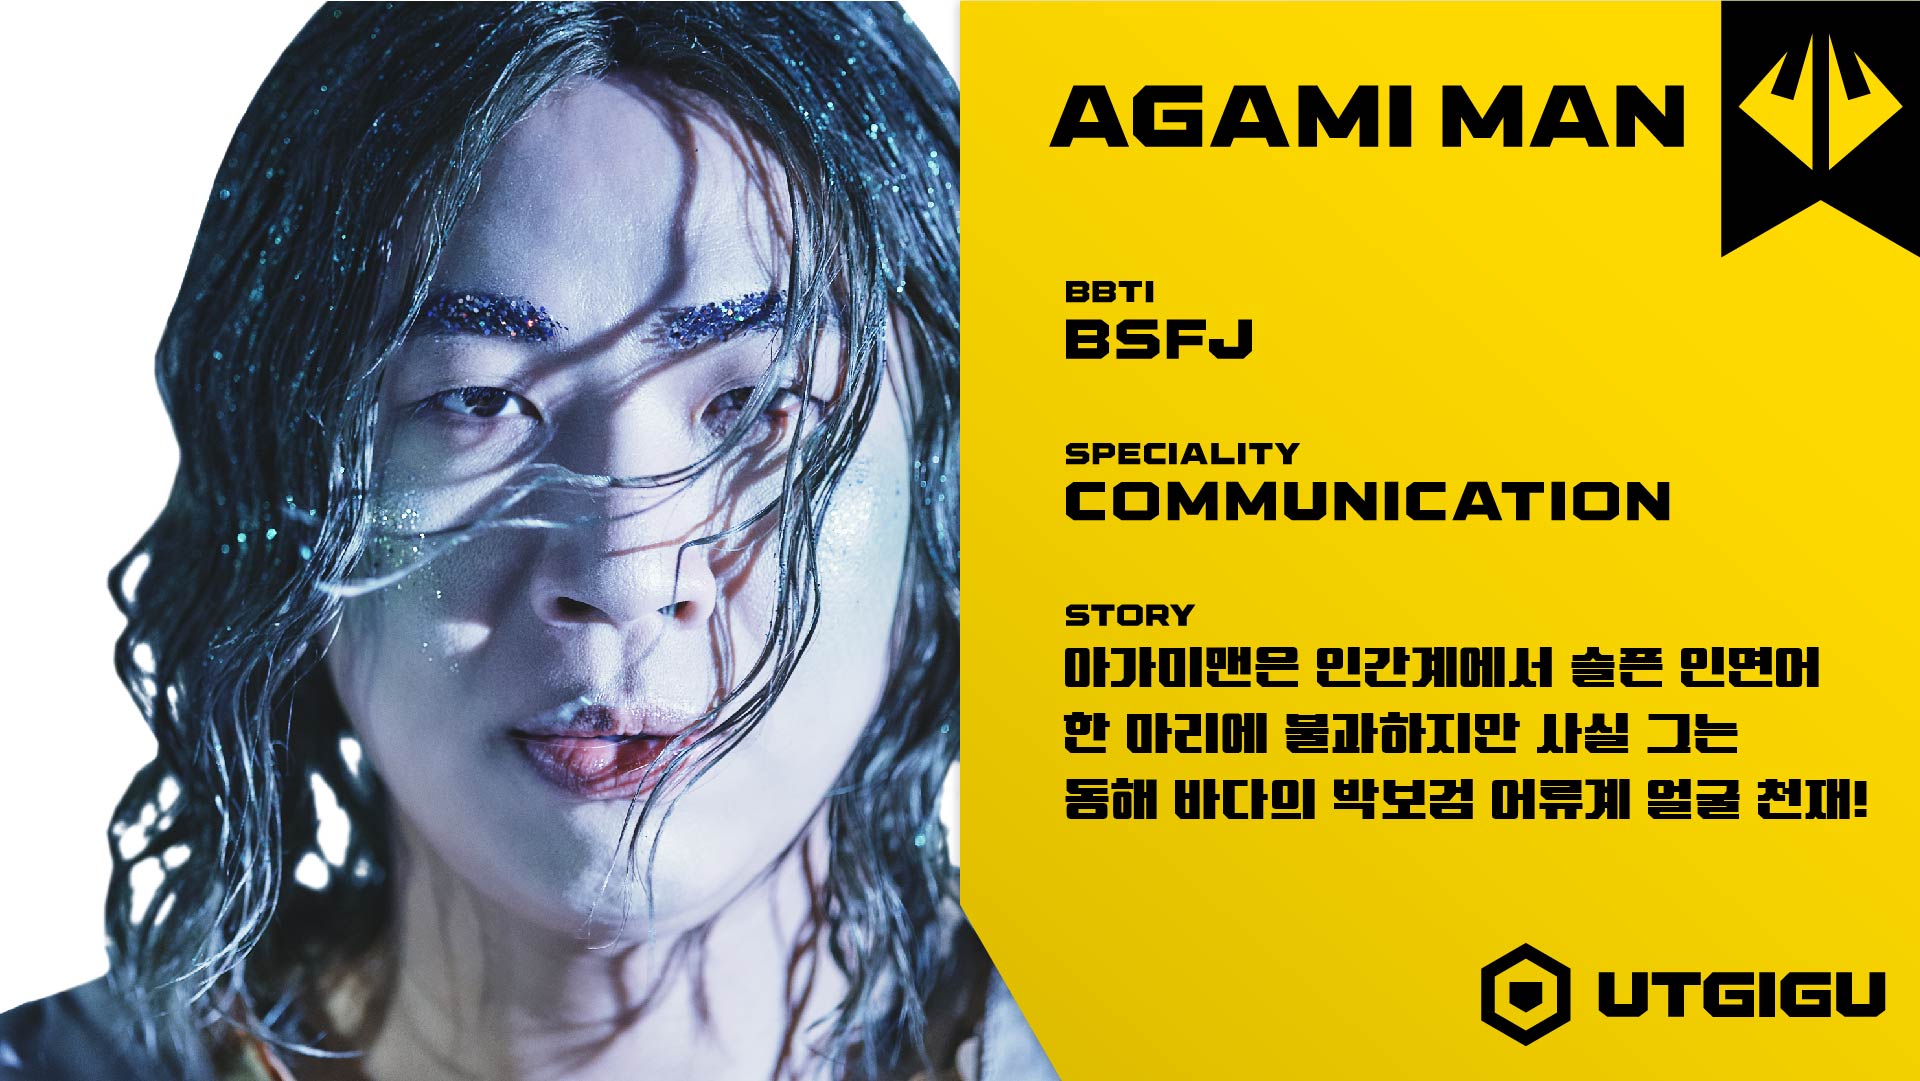 AGAMI MAN
BBTI
BSFJ
SPECIALITY
COMMUNICATION
STORY
아가미맨은 인간계에서 슬픈 인면어
한 마리에 불과하지만 사실 그는
동해 바다의 박보검 어류계 얼굴 천재!
UTGIGU